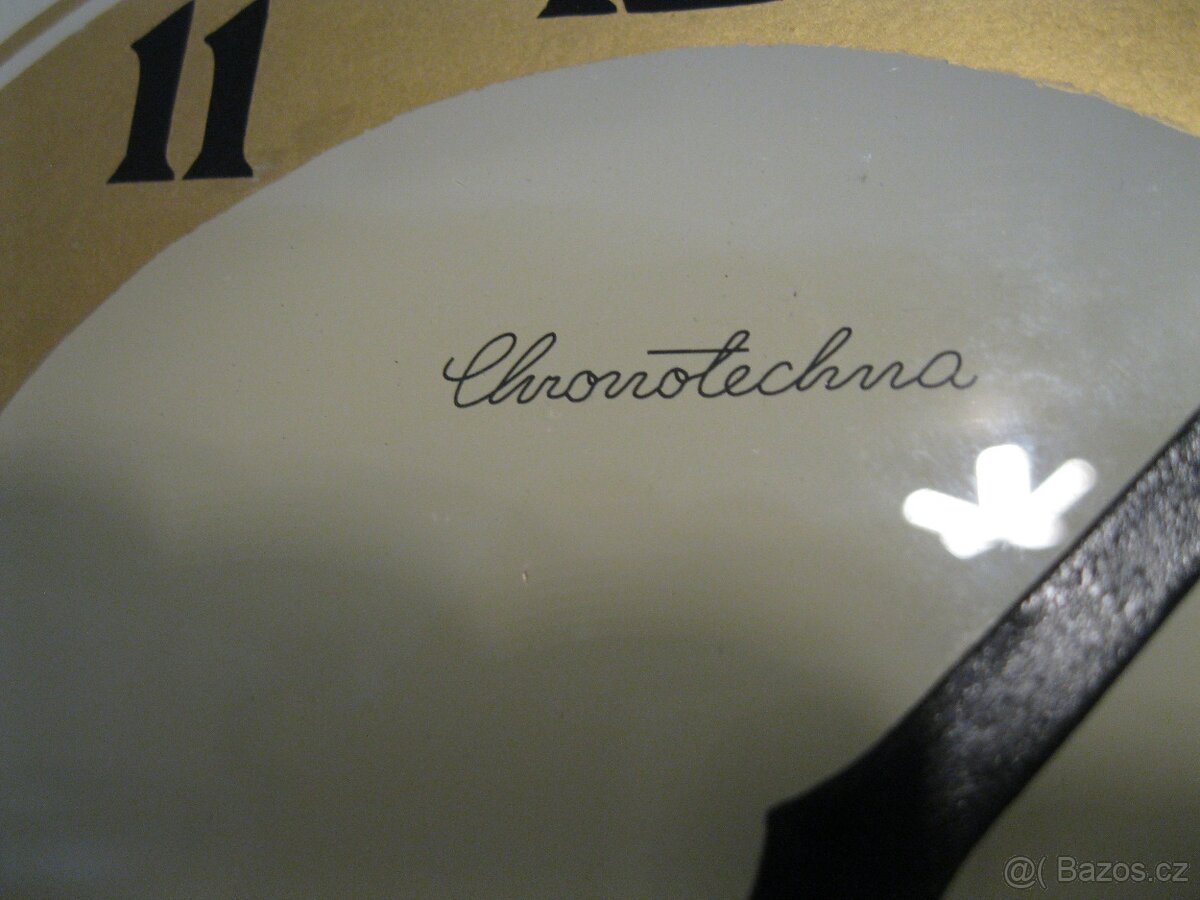 11
Chronotechna
@( Bazos.cz